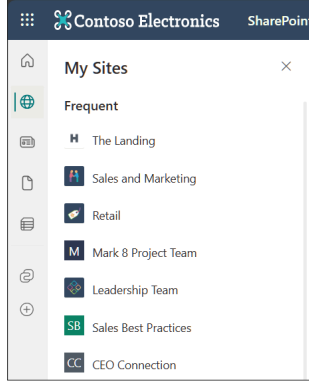 Contoso Electronics SharePoint
My Sites
Frequent
H The Landing
Sales and Marketing
Retail
M Mark 8 Project Team
Leadership Team
SB Sales Best Practices
CC CEO Connection